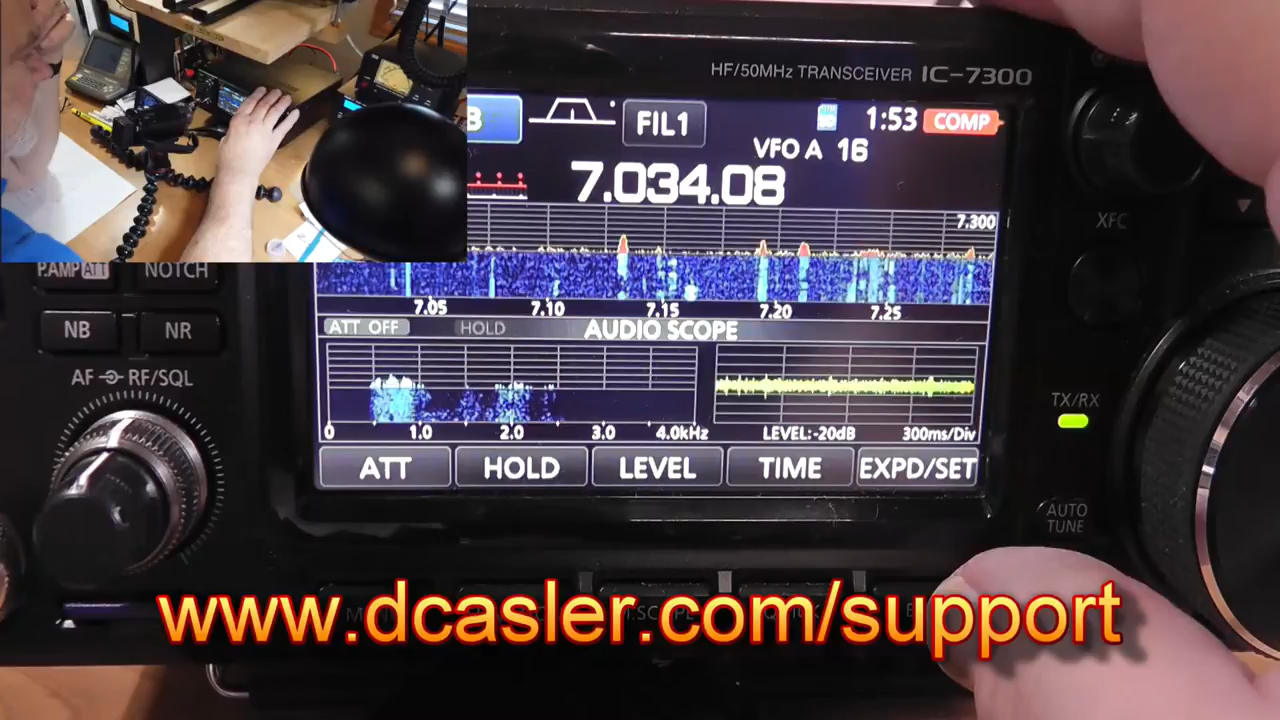 HF/50MHz TRANSCEIVER IC-7300
B FIL1 1:53 COMP
VFO A 16
7.034.08
7.300
XFC
P.AMP ATT NOTCH
7.05 7.10 7.15 7.20 7.25
NB NR
ATT OFF HOLD AUDIO SCOPE
AF RF/SQL
TX/RX
0 1.0 2.0 3.0 4.0kHz LEVEL:-20dB 300ms/Div
ATT HOLD LEVEL TIME EXPD/SET
AUTO
TUNE
www.dcasler.com/support